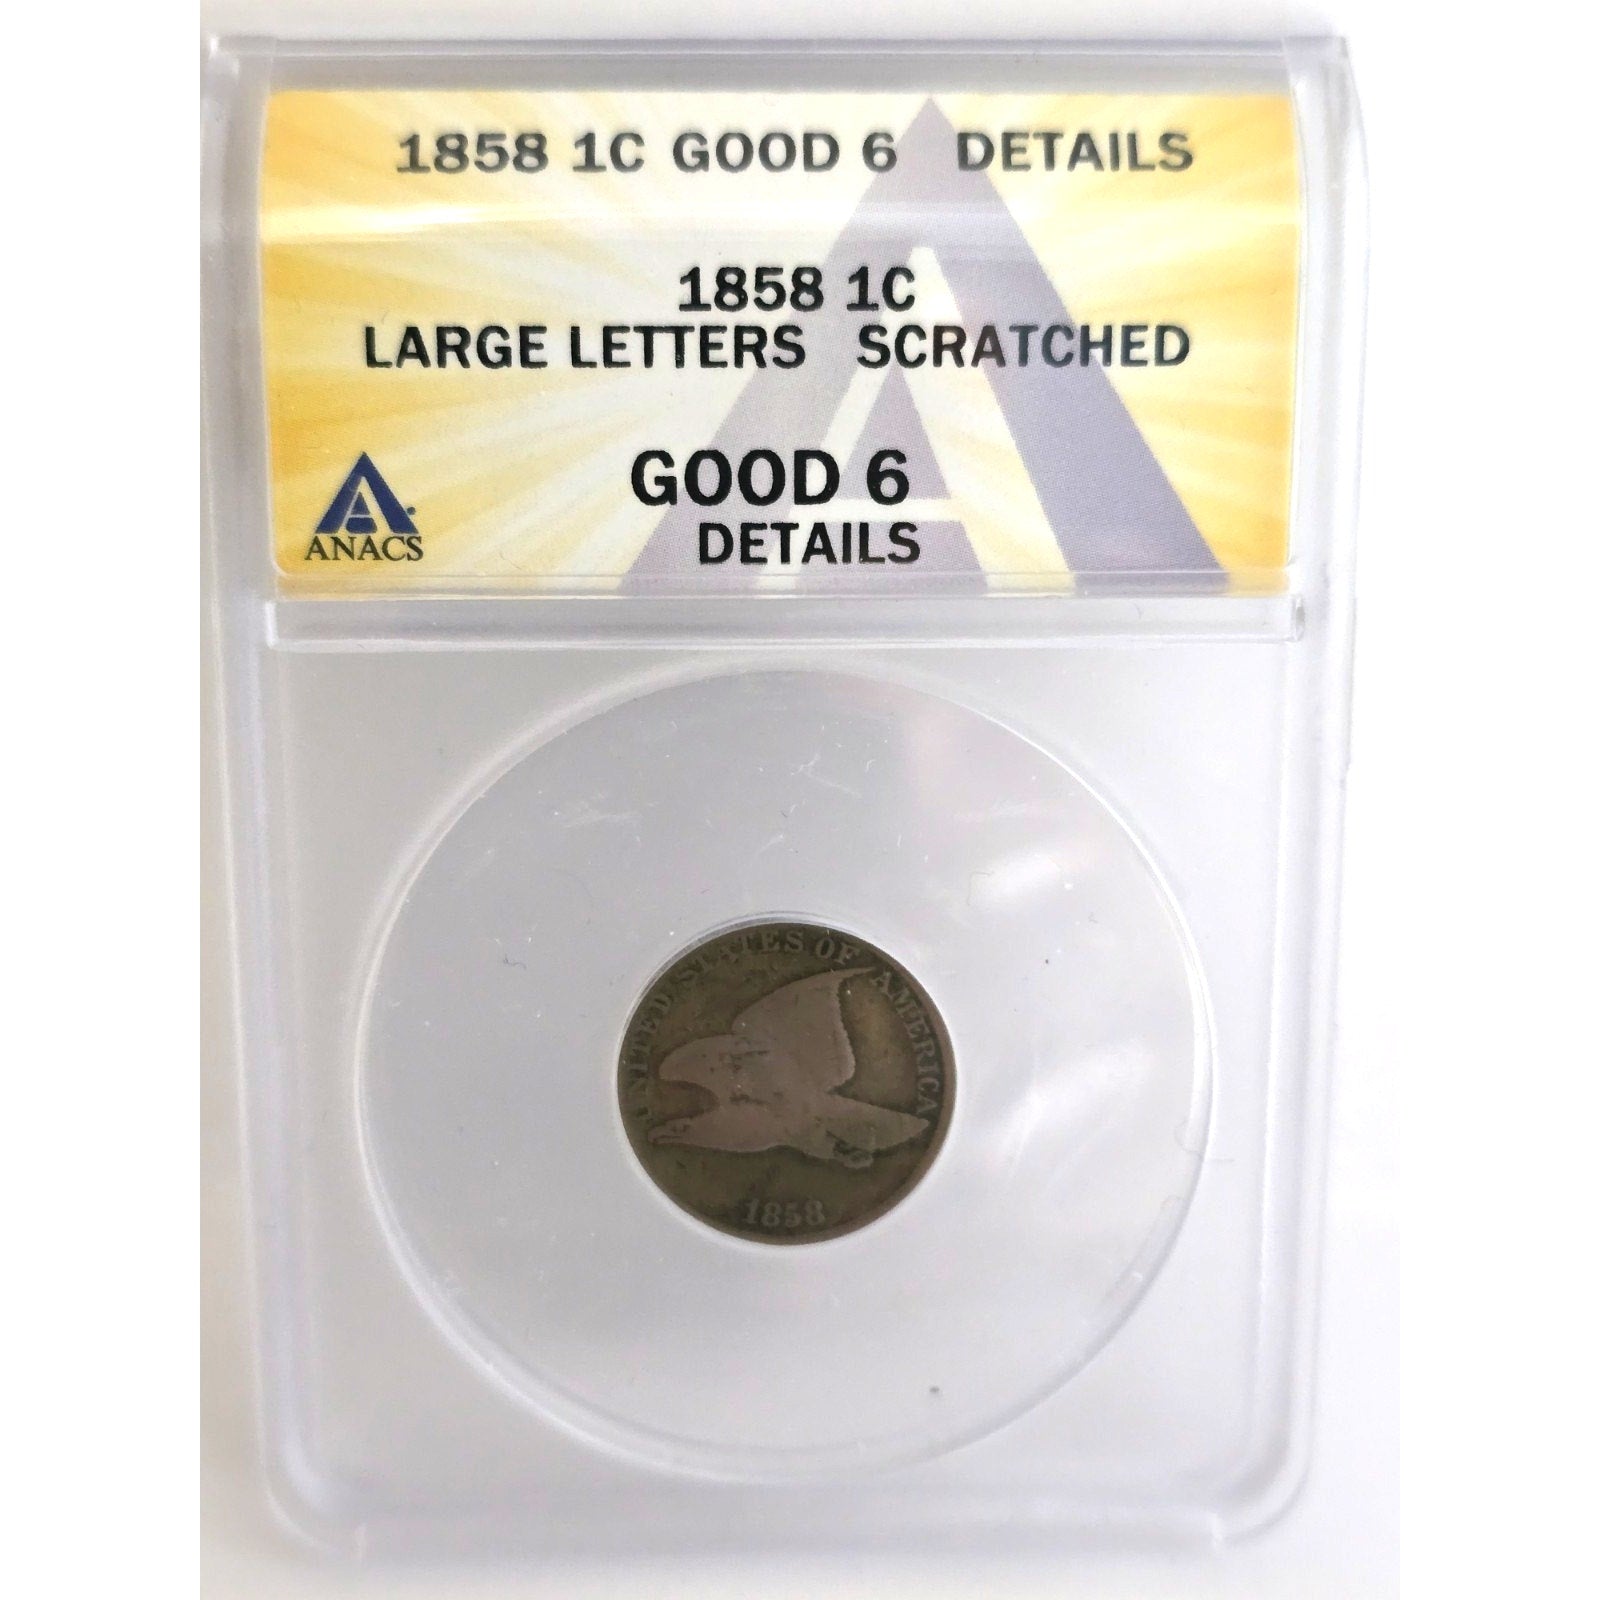 1858 1C GOOD 6 DETAILS
1858 1C
LARGE LETTERS SCRATCHED
GOOD 6
DETAILS
ANACS
UNITED STATES OF AMERICA
1858